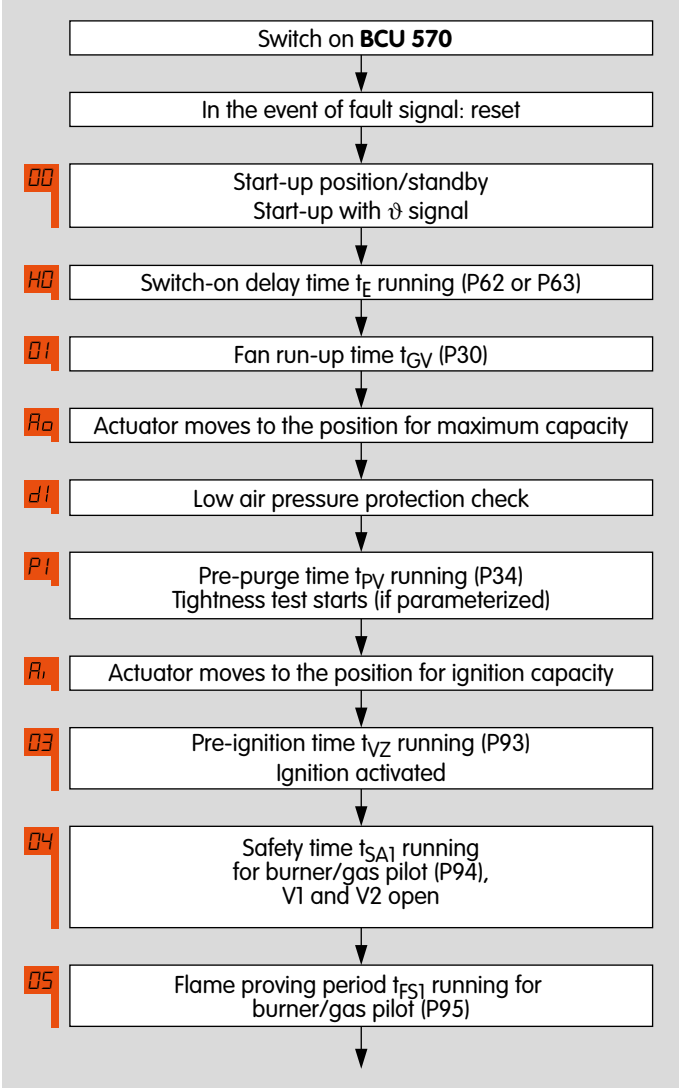 Switch on BCU 570
In the event of fault signal: reset
00
Start-up position/standby
Start-up with ϑ signal
H0
Switch-on delay time tE running (P62 or P63)
01
Fan run-up time tGV (P30)
Ao
Actuator moves to the position for maximum capacity
d1
Low air pressure protection check
P1
Pre-purge time tPV running (P34)
Tightness test starts (if parameterized)
Ai
Actuator moves to the position for ignition capacity
03
Pre-ignition time tVZ running (P93)
Ignition activated
04
Safety time tSA1 running
for burner/gas pilot (P94),
V1 and V2 open
05
Flame proving period tFS1 running for
burner/gas pilot (P95)